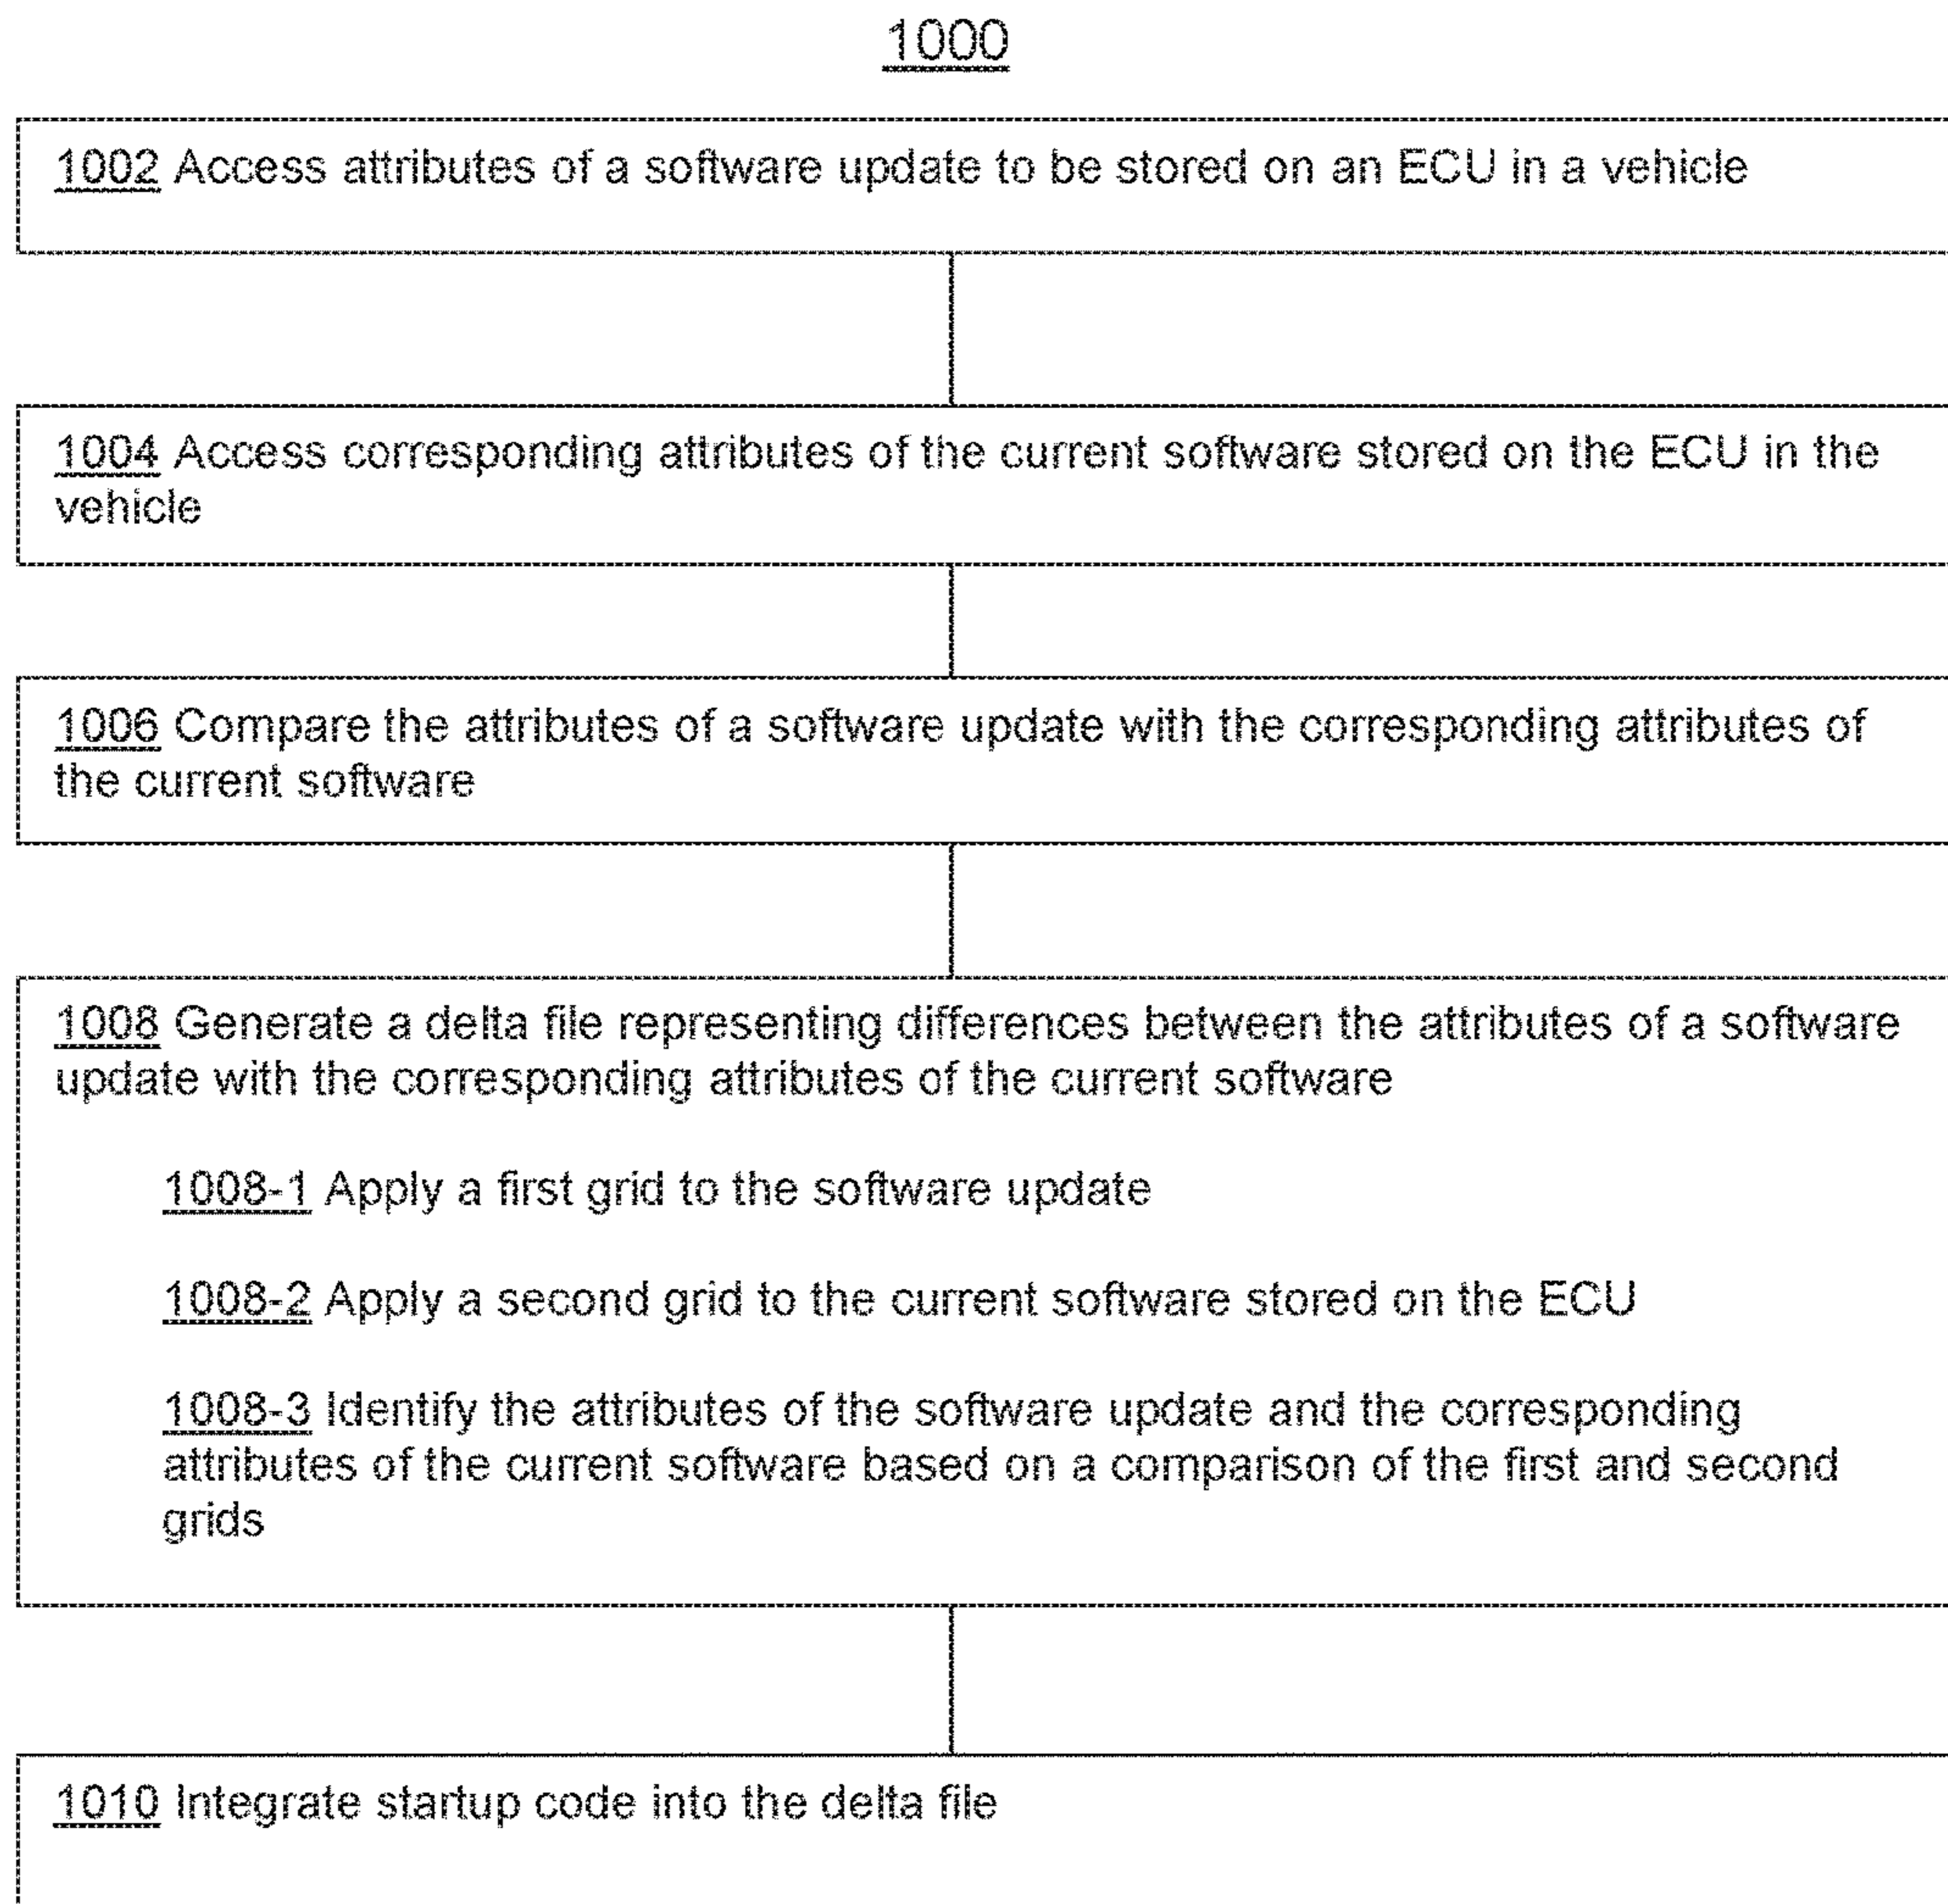 1000
1002 Access attributes of a software update to be stored on an ECU in a vehicle
1004 Access corresponding attributes of the current software stored on the ECU in the
vehicle
1006 Compare the attributes of a software update with the corresponding attributes of
the current software
1008 Generate a delta file representing differences between the attributes of a software
update with the corresponding attributes of the current software
1008-1 Apply a first grid to the software update
1008-2 Apply a second grid to the current software stored on the ECU
1008-3 Identify the attributes of the software update and the corresponding
attributes of the current software based on a comparison of the first and second
grids
1010 Integrate startup code into the delta file